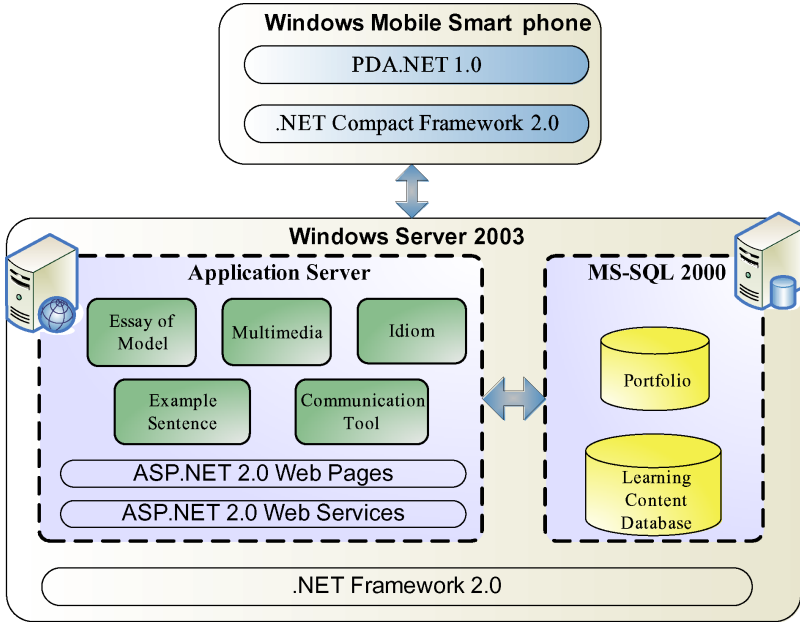 Windows Mobile Smart phone
PDA.NET 1.0
.NET Compact Framework 2.0
Windows Server 2003
Application Server
Essay of
Model
Multimedia
Idiom
Example
Sentence
Communication
Tool
ASP.NET 2.0 Web Pages
ASP.NET 2.0 Web Services
MS-SQL 2000
Portfolio
Learning
Content
Database
.NET Framework 2.0